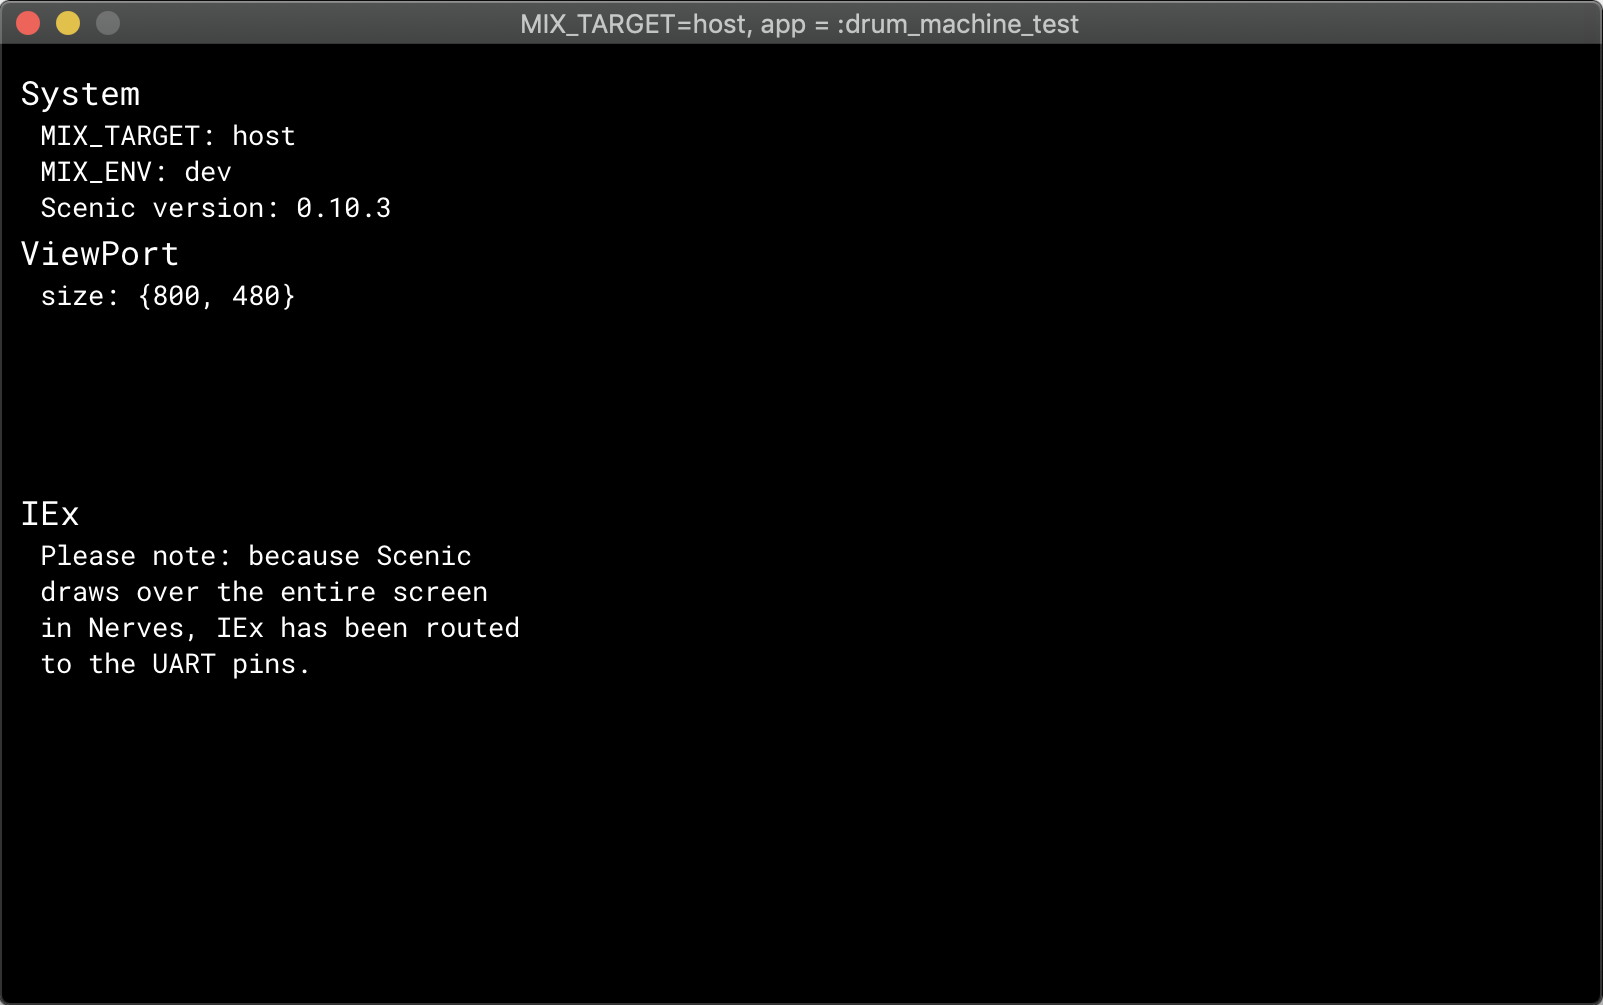 MIX_TARGET=host, app = :drum_machine_test
System
MIX_TARGET: host
MIX_ENV: dev
Scenic version: 0.10.3
ViewPort
size: {800, 480}
IEx
Please note: because Scenic
draws over the entire screen
in Nerves, IEx has been routed
to the UART pins.